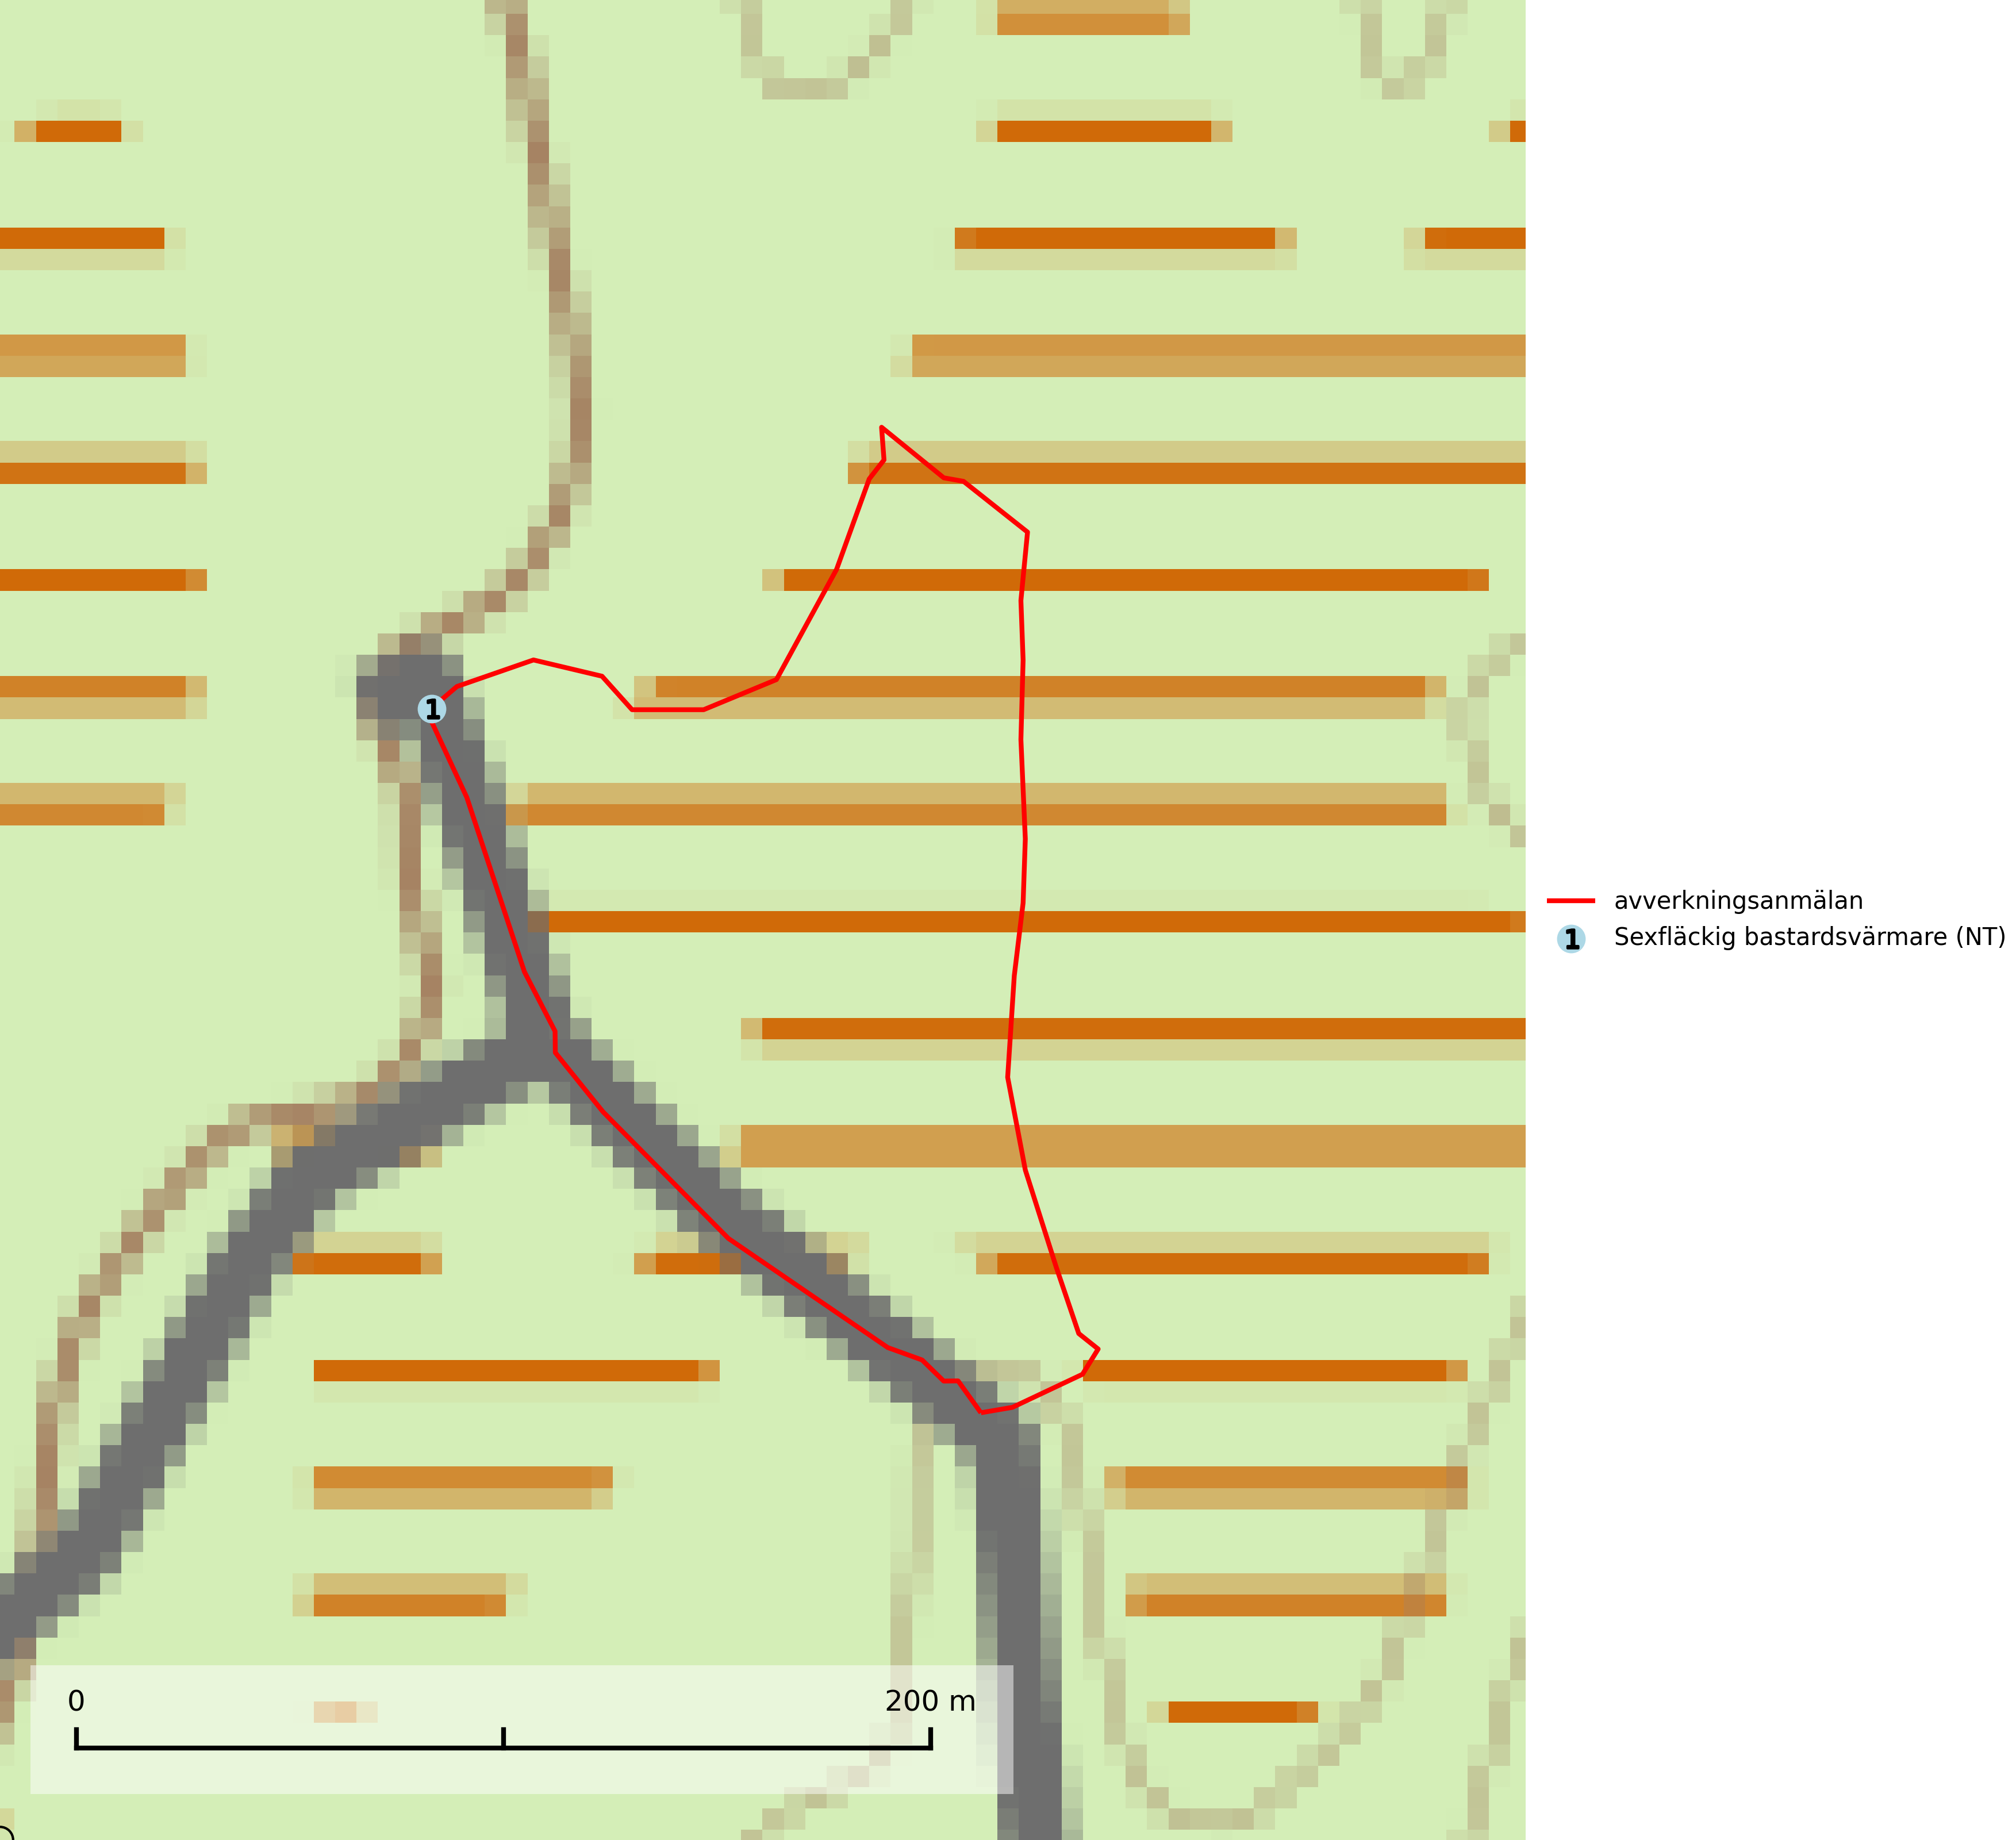 1
avverkningsanmälan
1 Sexfläckig bastardsvärmare (NT)
0 200 m